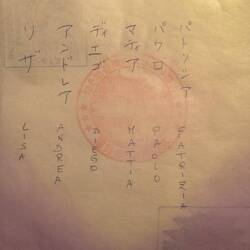 パトリツィア
パウロ
マティア
ディエゴ
アンドレア
リザ
PATRIZIA
PAOLO
MATTIA
DIEGO
ANDREA
LISA